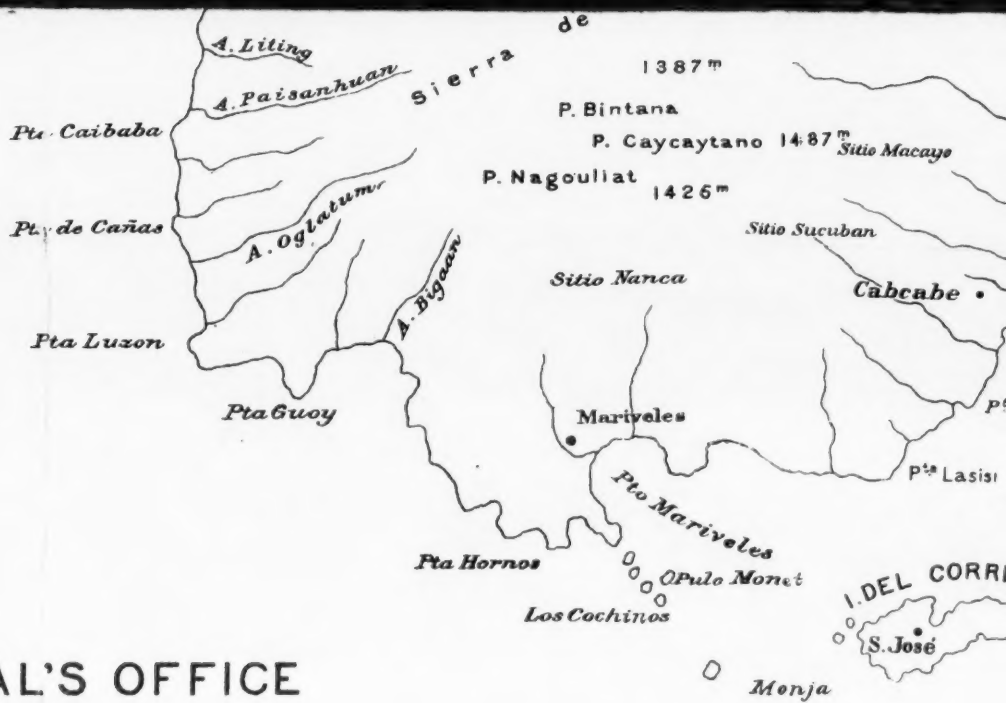 A. Liting
Sierra de
1387m
A. Paisanhuan
P. Bintana
Pta Caibaba
P. Caycaytano 1487m
Sitio Macayo
P. Nagouliat
1426m
Pta de Cañas
A. Oglatum
Sitio Sucuban
A. Bigaan
Sitio Nanca
Cabcabe
Pta Luzon
Pta Guoy
Mariveles
Pta
Pta Lasisi
Pto Mariveles
Pta Hornos
Pulo Monet
I. DEL CORRE
Los Cochinos
S. José
AL'S OFFICE
Monja